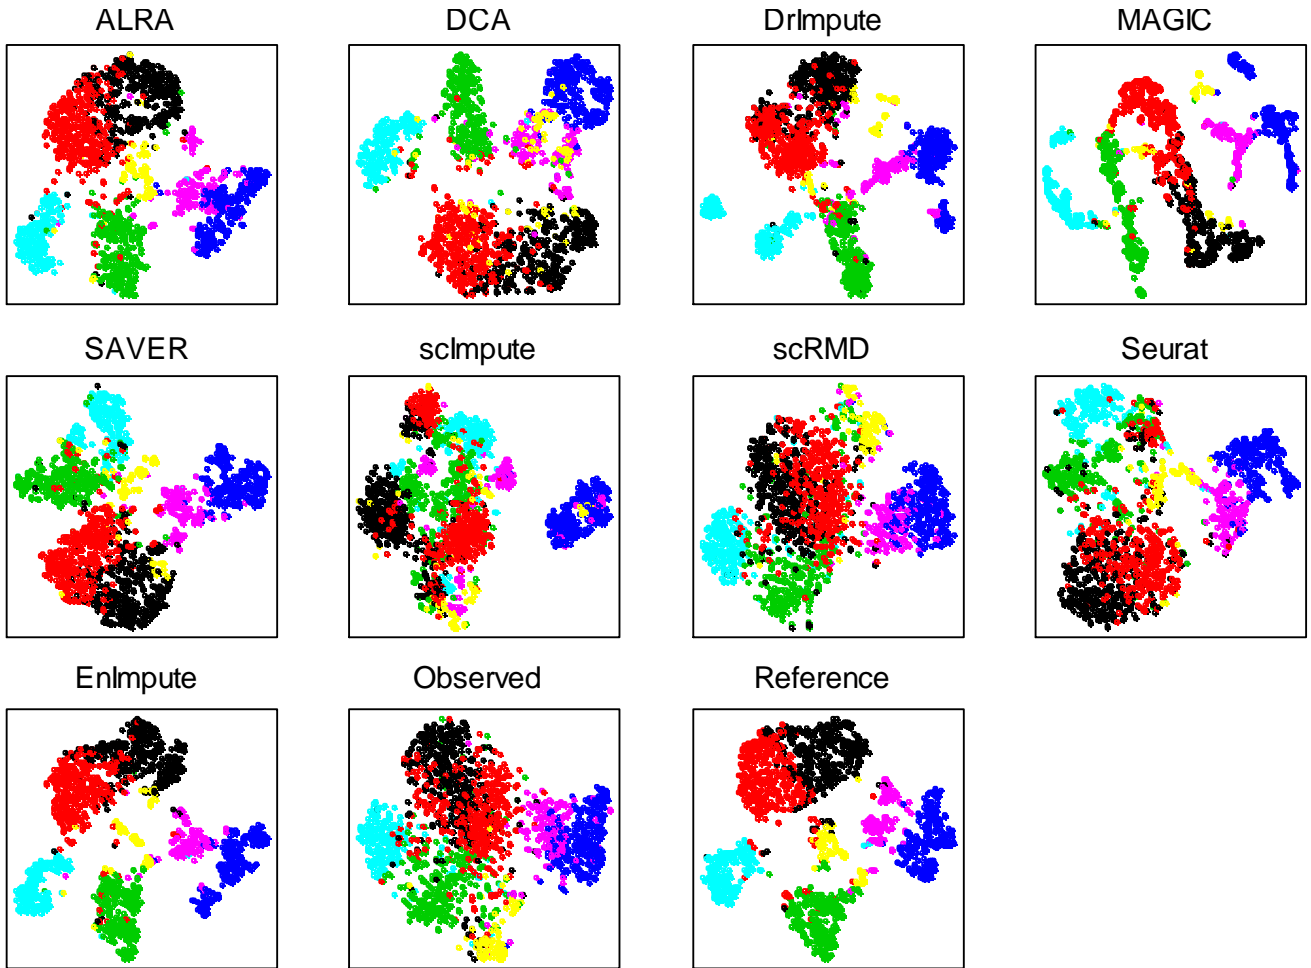 ALRA
DCA
DrImpute
MAGIC
SAVER
scImpute
scRMD
Seurat
EnImpute
Observed
Reference